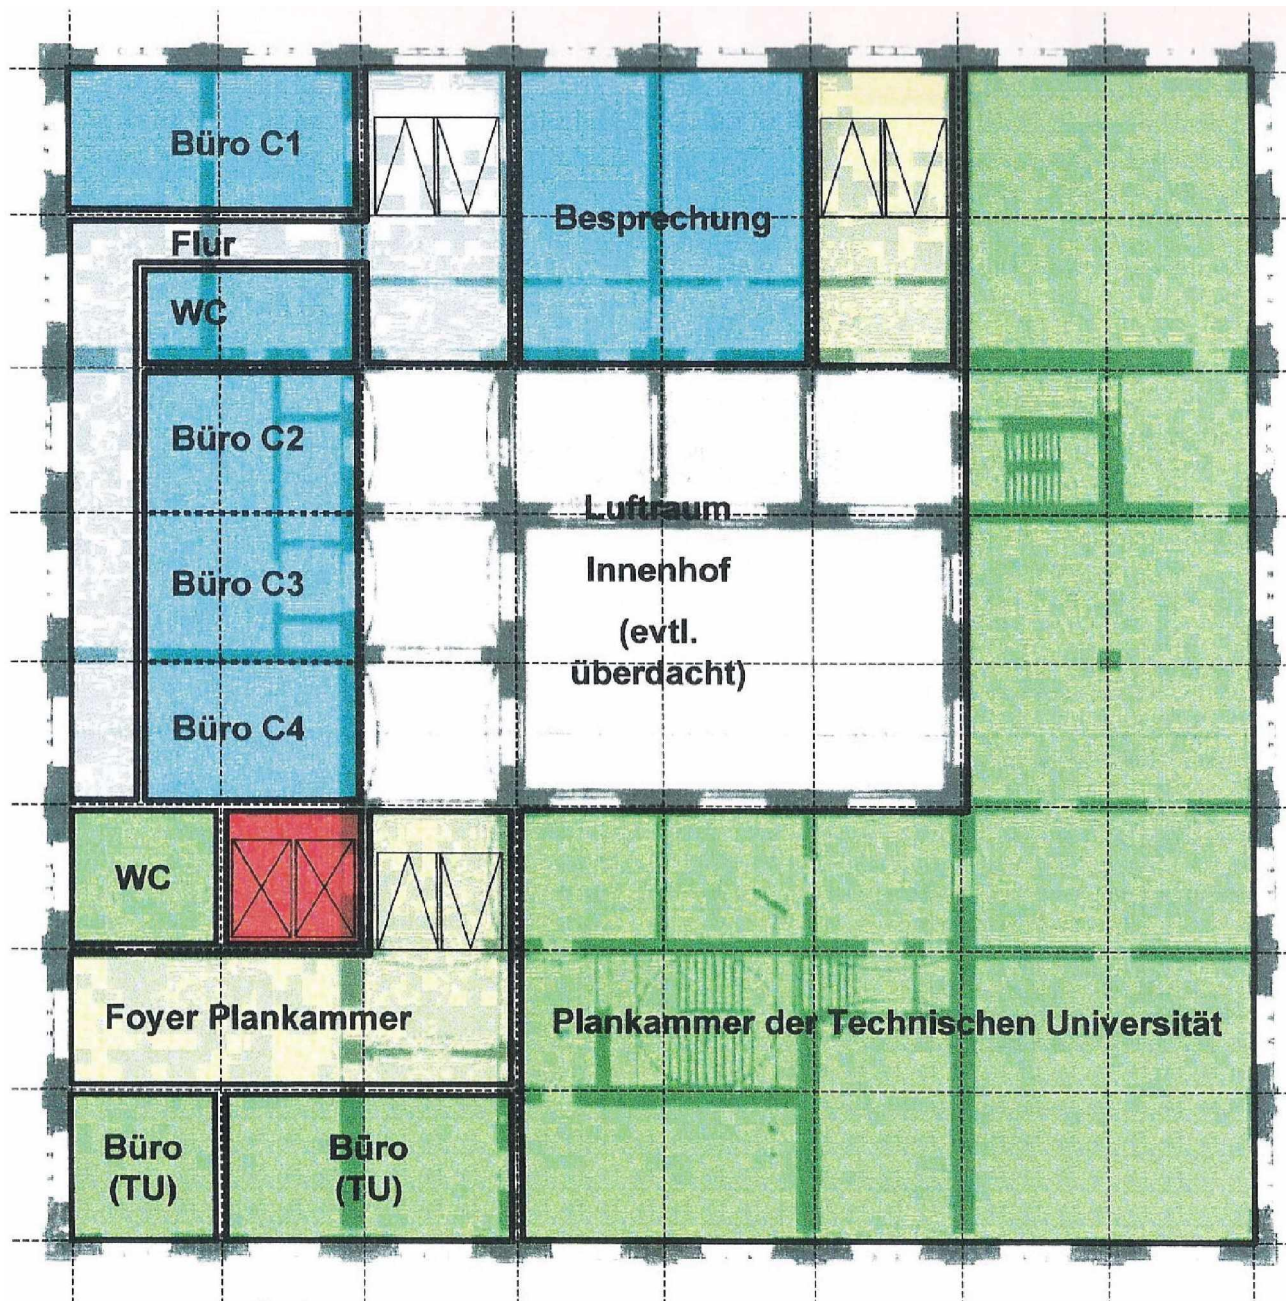 Büro C1
Besprechung
Flur
WC
Büro C2
Luftraum
Innenhof
(evtl.
überdacht)
Büro C3
Büro C4
WC
Foyer Plankammer
Plankammer der Technischen Universität
Büro
(TU)
Büro
(TU)